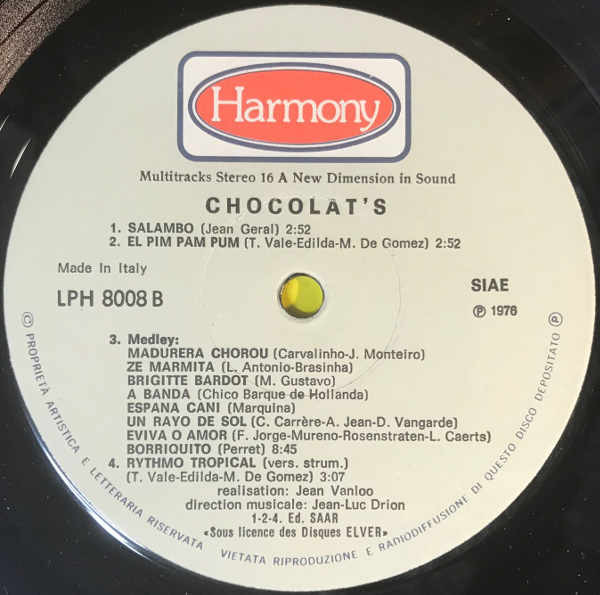 Harmony
Multitracks Stereo 16 A New Dimension in Sound
CHOCOLAT'S
1. SALAMBO (Jean Geral) 2:52
2. EL PIM PAM PUM (T. Vale-Edilda-M. De Gomez) 2:52
Made In Italy
SIAE
LPH 8008 B
℗ 1976
3. Medley:
MADURERA CHOROU (Carvalinho-J. Monteiro)
ZE MARMITA (L. Antonio-Brasinha)
BRIGITTE BARDOT (M. Gustavo)
A BANDA (Chico Barque de Hollanda)
ESPANA CANI (Marquina)
UN RAYO DE SOL (C. Carrère-A. Jean-D. Vangarde)
EVIVA O AMOR (F. Jorge-Mureno-Rosenstraten-L. Caerts)
BORRIQUITO (Perret) 8:45
4. RYTHMO TROPICAL (vers. strum.)
(T. Vale-Edilda-M. De Gomez) 3:07
realisation: Jean Vanloo
direction musicale: Jean-Luc Drion
1-2-4. Ed. SAAR
«Sous licence des Disques ELVER»
© PROPRIETÀ ARTISTICA E LETTERARIA RISERVATA VIETATA RIPRODUZIONE E RADIODIFFUSIONE DI QUESTO DISCO DEPOSITATO ℗